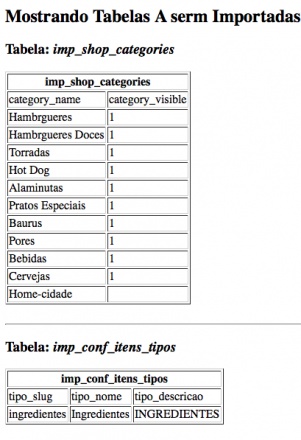 Mostrando Tabelas A serm Importadas
Tabela: imp_shop_categories
imp_shop_categories
category_name category_visible
Hambrgueres 1
Hambrgueres Doces 1
Torradas 1
Hot Dog 1
Alaminutas 1
Pratos Especiais 1
Baurus 1
Pores 1
Bebidas 1
Cervejas 1
Home-cidade
Tabela: imp_conf_itens_tipos
imp_conf_itens_tipos
tipo_slug tipo_nome tipo_descricao
ingredientes Ingredientes INGREDIENTES